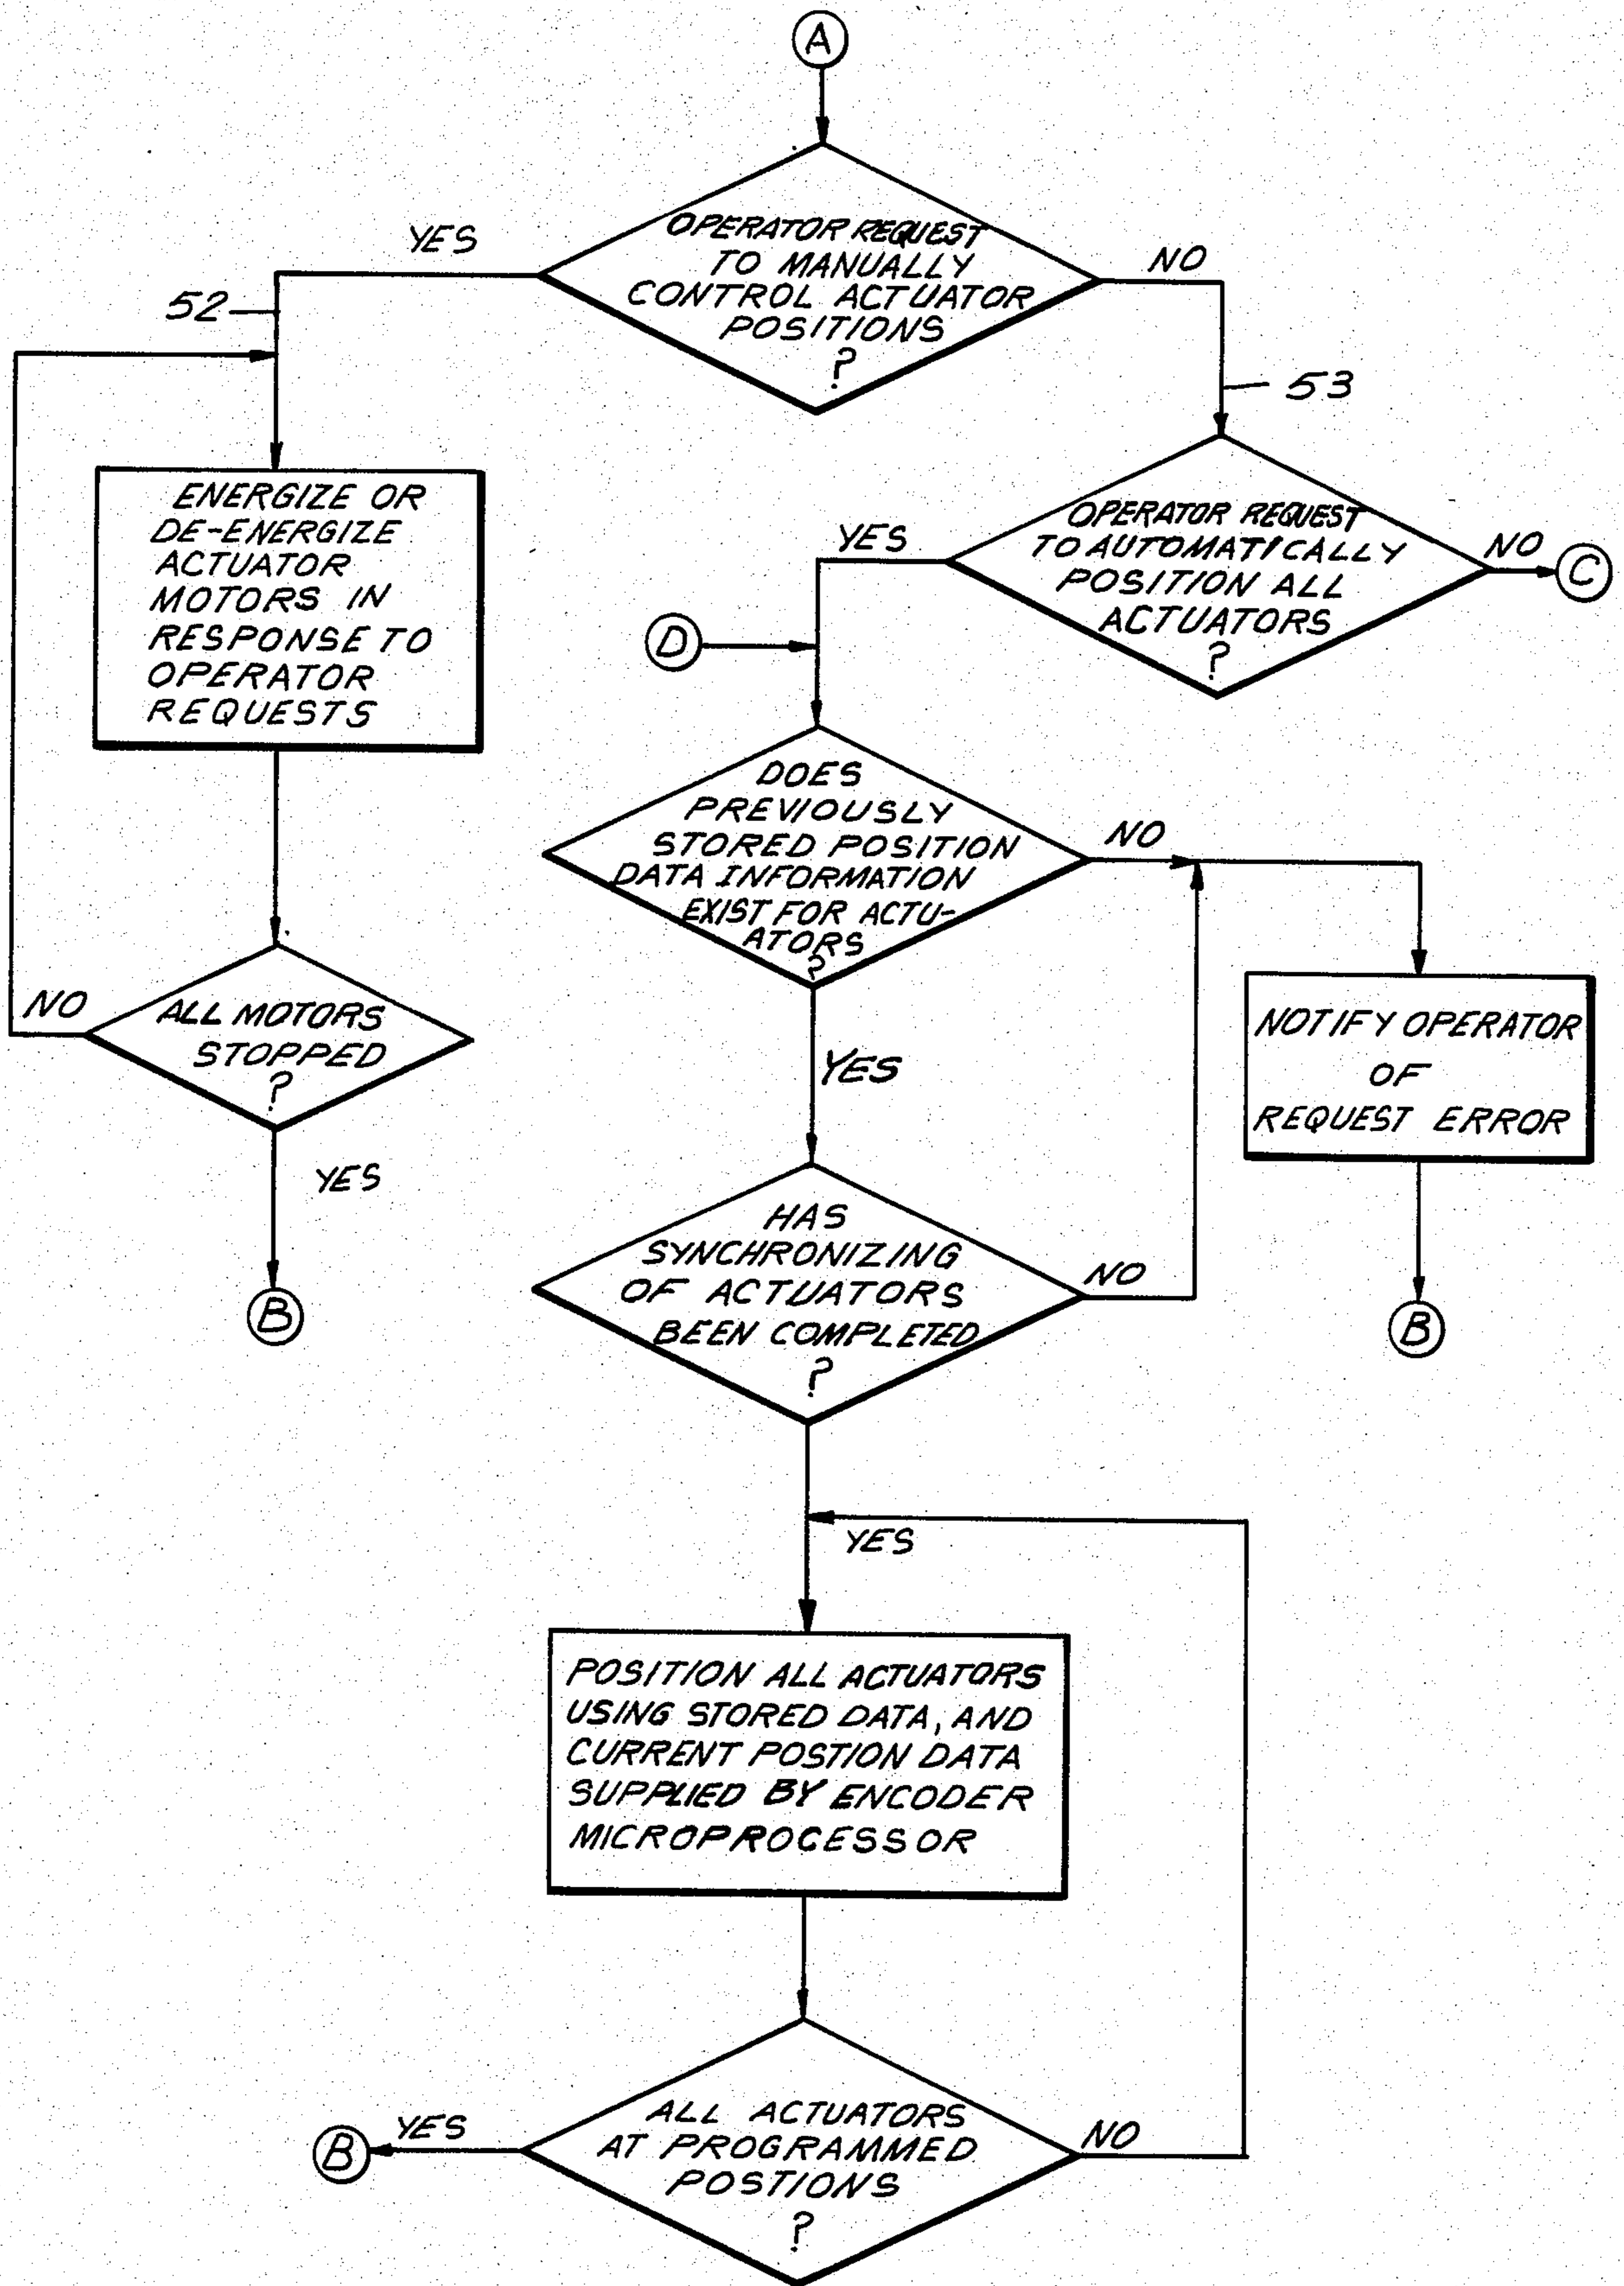 A
OPERATOR REQUEST
TO MANUALLY
CONTROL ACTUATOR
POSITIONS
?
YES
NO
52
53
ENERGIZE OR
DE-ENERGIZE
ACTUATOR
MOTORS IN
RESPONSE TO
OPERATOR
REQUESTS
OPERATOR REQUEST
TO AUTOMATICALLY
POSITION ALL
ACTUATORS
?
YES
NO
C
D
DOES
PREVIOUSLY
STORED POSITION
DATA INFORMATION
EXIST FOR ACTU-
ATORS
?
NO
YES
ALL MOTORS
STOPPED
?
NO
YES
B
NOTIFY OPERATOR
OF
REQUEST ERROR
B
HAS
SYNCHRONIZING
OF ACTUATORS
BEEN COMPLETED
?
NO
YES
POSITION ALL ACTUATORS
USING STORED DATA, AND
CURRENT POSTION DATA
SUPPLIED BY ENCODER
MICROPROCESSOR
ALL ACTUATORS
AT PROGRAMMED
POSTIONS
?
YES
B
NO